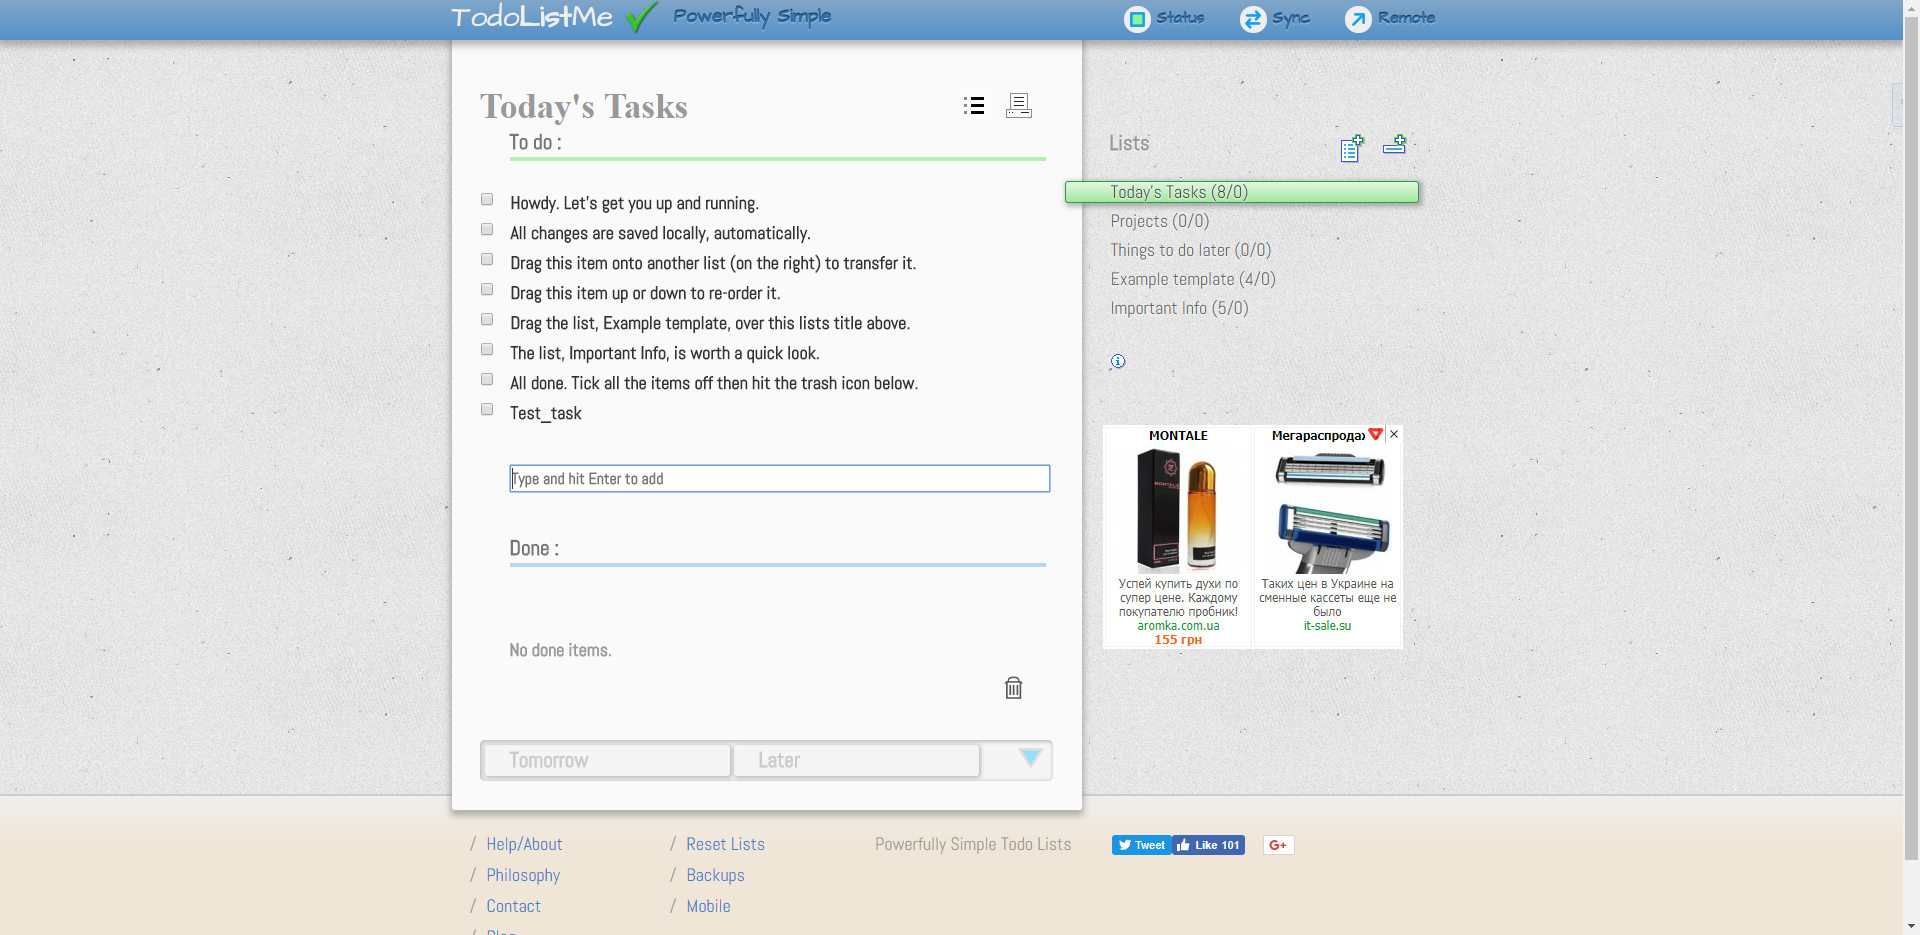 TodoListMe Powerfully Simple Status Sync Remote
Today's Tasks
To do :
Howdy. Let's get you up and running.
All changes are saved locally, automatically.
Drag this item onto another list (on the right) to transfer it.
Drag this item up or down to re-order it.
Drag the list, Example template, over this lists title above.
The list, Important Info, is worth a quick look.
All done. Tick all the items off then hit the trash icon below.
Test_task
Type and hit Enter to add
Done :
No done items.
Tomorrow Later
Lists
Today's Tasks (8/0)
Projects (0/0)
Things to do later (0/0)
Example template (4/0)
Important Info (5/0)
MONTALE
MONTALE
Успей купить духи по
супер цене. Каждому
покупателю пробник!
aromka.com.ua
155 грн
Мегараспродаж
Таких цен в Украине на
сменные кассеты еще не
было
it-sale.su
/ Help/About
/ Philosophy
/ Contact
/ Blog
/ Reset Lists
/ Backups
/ Mobile
Powerfully Simple Todo Lists
Tweet Like 101 G+